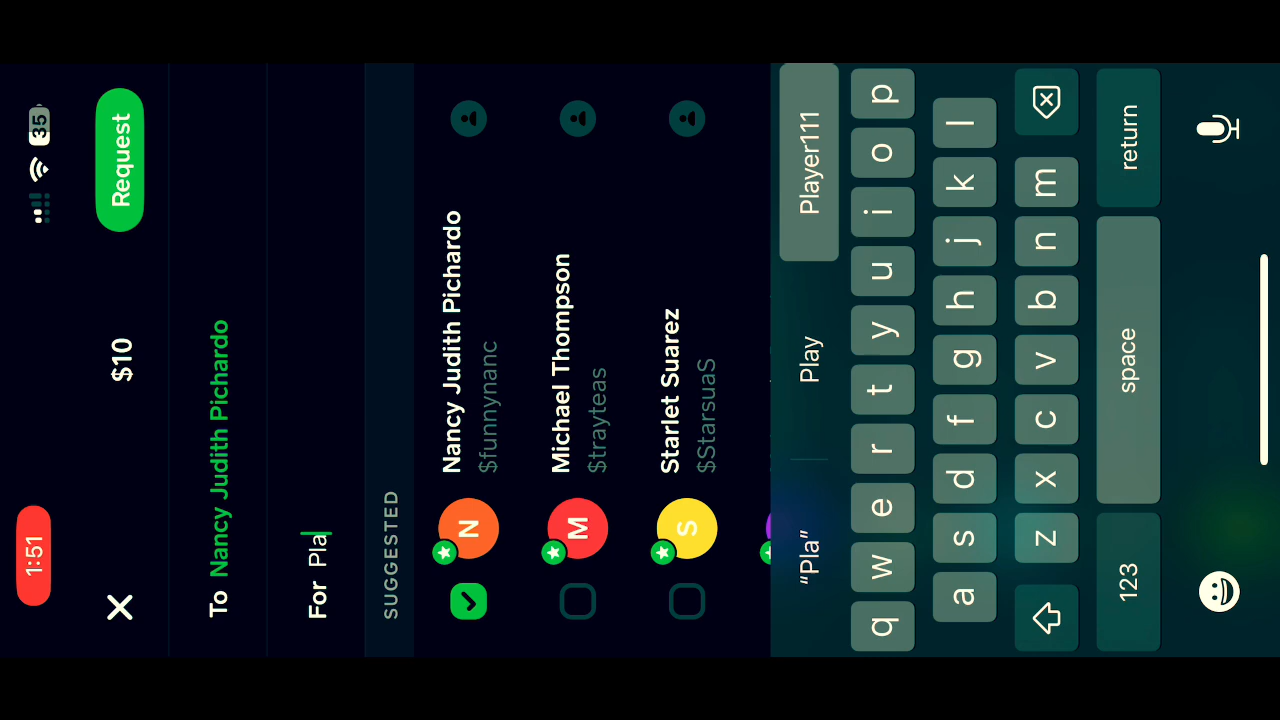 1:51
35
$10
Request
To Nancy Judith Pichardo
For Pla
SUGGESTED
N
Nancy Judith Pichardo
$funnynanc
M
Michael Thompson
$trayteas
S
Starlet Suarez
$StarsuaS
“Pla” Play Player111
q w e r t y u i o p
a s d f g h j k l
z x c v b n m
123 space return